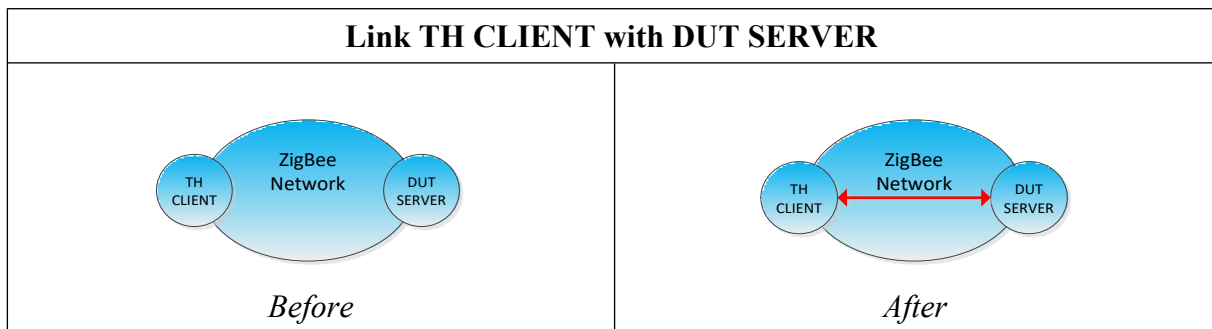 Link TH CLIENT with DUT SERVER
ZigBee
Network
TH
CLIENT
DUT
SERVER
Before
ZigBee
Network
TH
CLIENT
DUT
SERVER
After